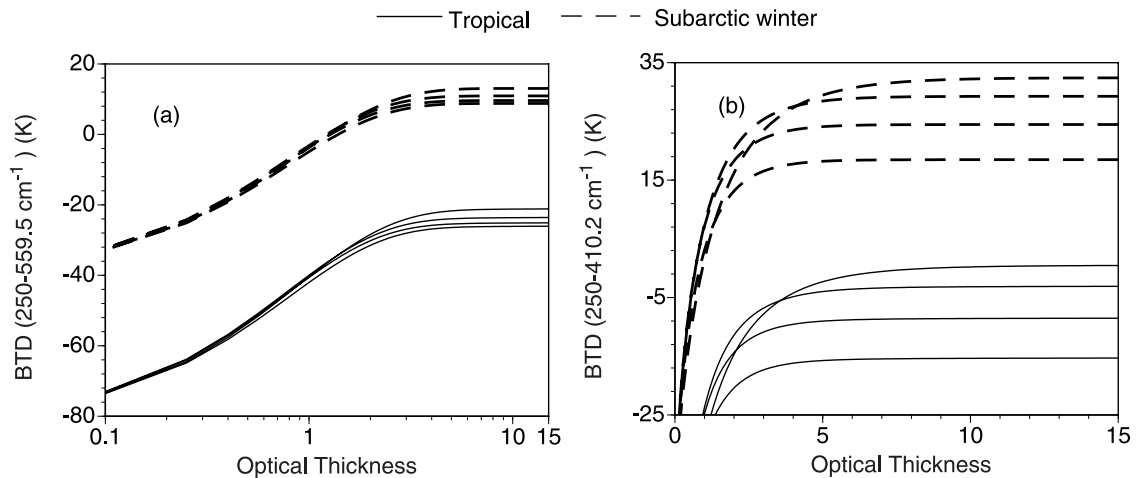 Tropical Subarctic winter
20
0
-20
-40
-60
-80
0.1 1 10 15
(a)
BTD (250-559.5 cm⁻¹ ) (K)
Optical Thickness
35
15
-5
-25
0 5 10 15
(b)
BTD (250-410.2 cm⁻¹ ) (K)
Optical Thickness